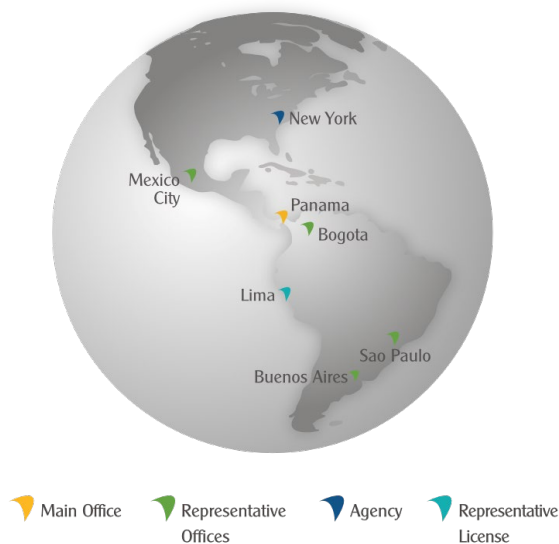 New York
Mexico
City
Panama
Bogota
Lima
Sao Paulo
Buenos Aires
Main Office
Representative
Offices
Agency
Representative
License